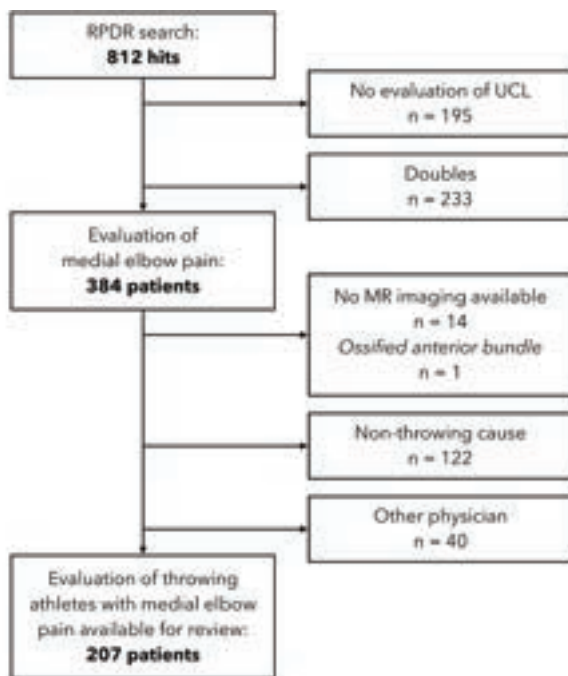 RPDR search:
812 hits
No evaluation of UCL
n = 195
Doubles
n = 233
Evaluation of
medial elbow pain:
384 patients
No MR imaging available
n = 14
Ossified anterior bundle
n = 1
Non-throwing cause
n = 122
Other physician
n = 40
Evaluation of throwing
athletes with medial elbow
pain available for review:
207 patients